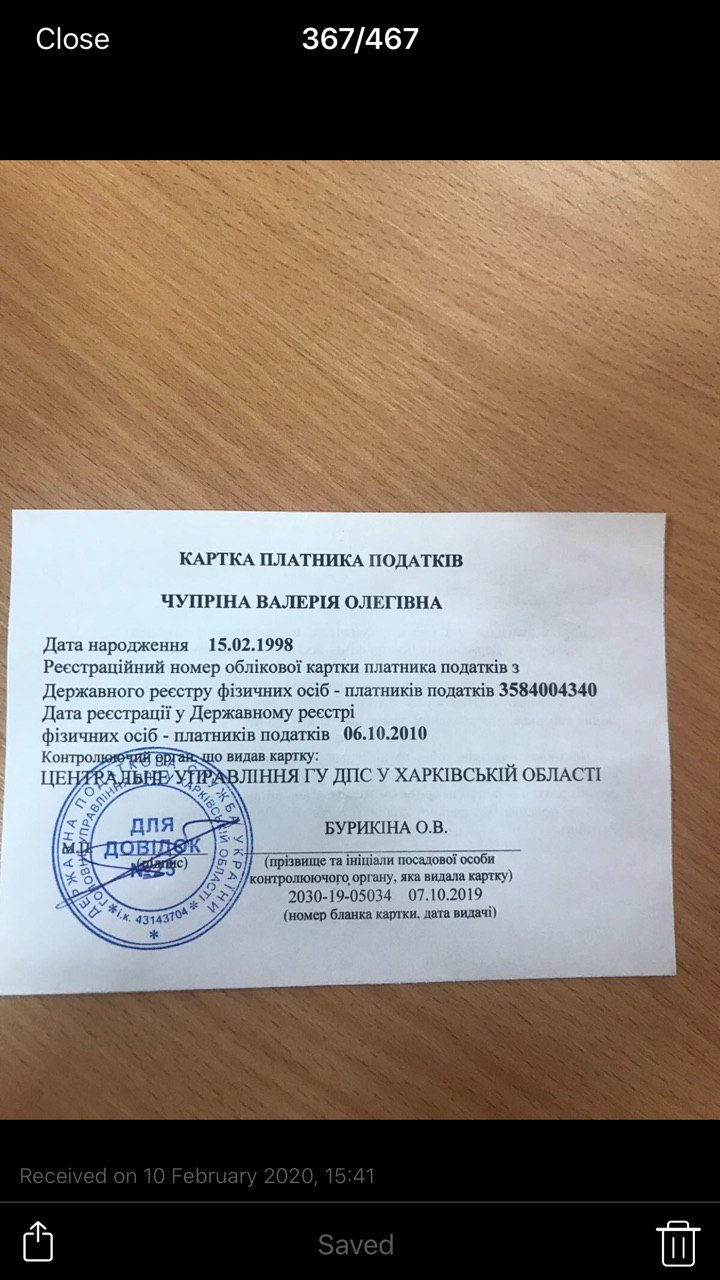 Close
367/467
КАРТКА ПЛАТНИКА ПОДАТКІВ
ЧУПРІНА ВАЛЕРІЯ ОЛЕГІВНА
Дата народження 15.02.1998
Реєстраційний номер облікової картки платника податків з
Державного реєстру фізичних осіб - платників податків 3584004340
Дата реєстрації у Державному реєстрі
фізичних осіб - платників податків 06.10.2010
Контролюючий орган, що видав картку:
ЦЕНТРАЛЬНЕ УПРАВЛІННЯ ГУ ДПС У ХАРКІВСЬКІЙ ОБЛАСТІ
БУРИКІНА О.В.
М.П.
(підпис)
(прізвище та ініціали посадової особи
контролюючого органу, яка видала картку)
2030-19-05034 07.10.2019
(номер бланка картки, дата видачі)
ДЕРЖАВНА ПОДАТКОВА СЛУЖБА УКРАЇНИ
ГОЛОВНЕ УПРАВЛІННЯ У ХАРКІВСЬКІЙ ОБЛАСТІ
* і.к. 43143704 *
ДЛЯ
ДОВІДОК
Received on 10 February 2020, 15:41
Saved